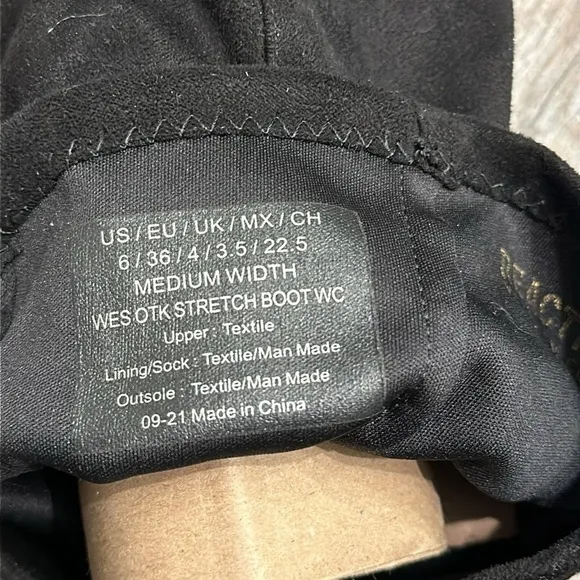 US / EU / UK / MX / CH
6 / 36 / 4 / 3.5 / 22.5
MEDIUM WIDTH
WES OTK STRETCH BOOT WC
Upper : Textile
Lining/Sock : Textile/Man Made
Outsole : Textile/Man Made
09-21 Made in China